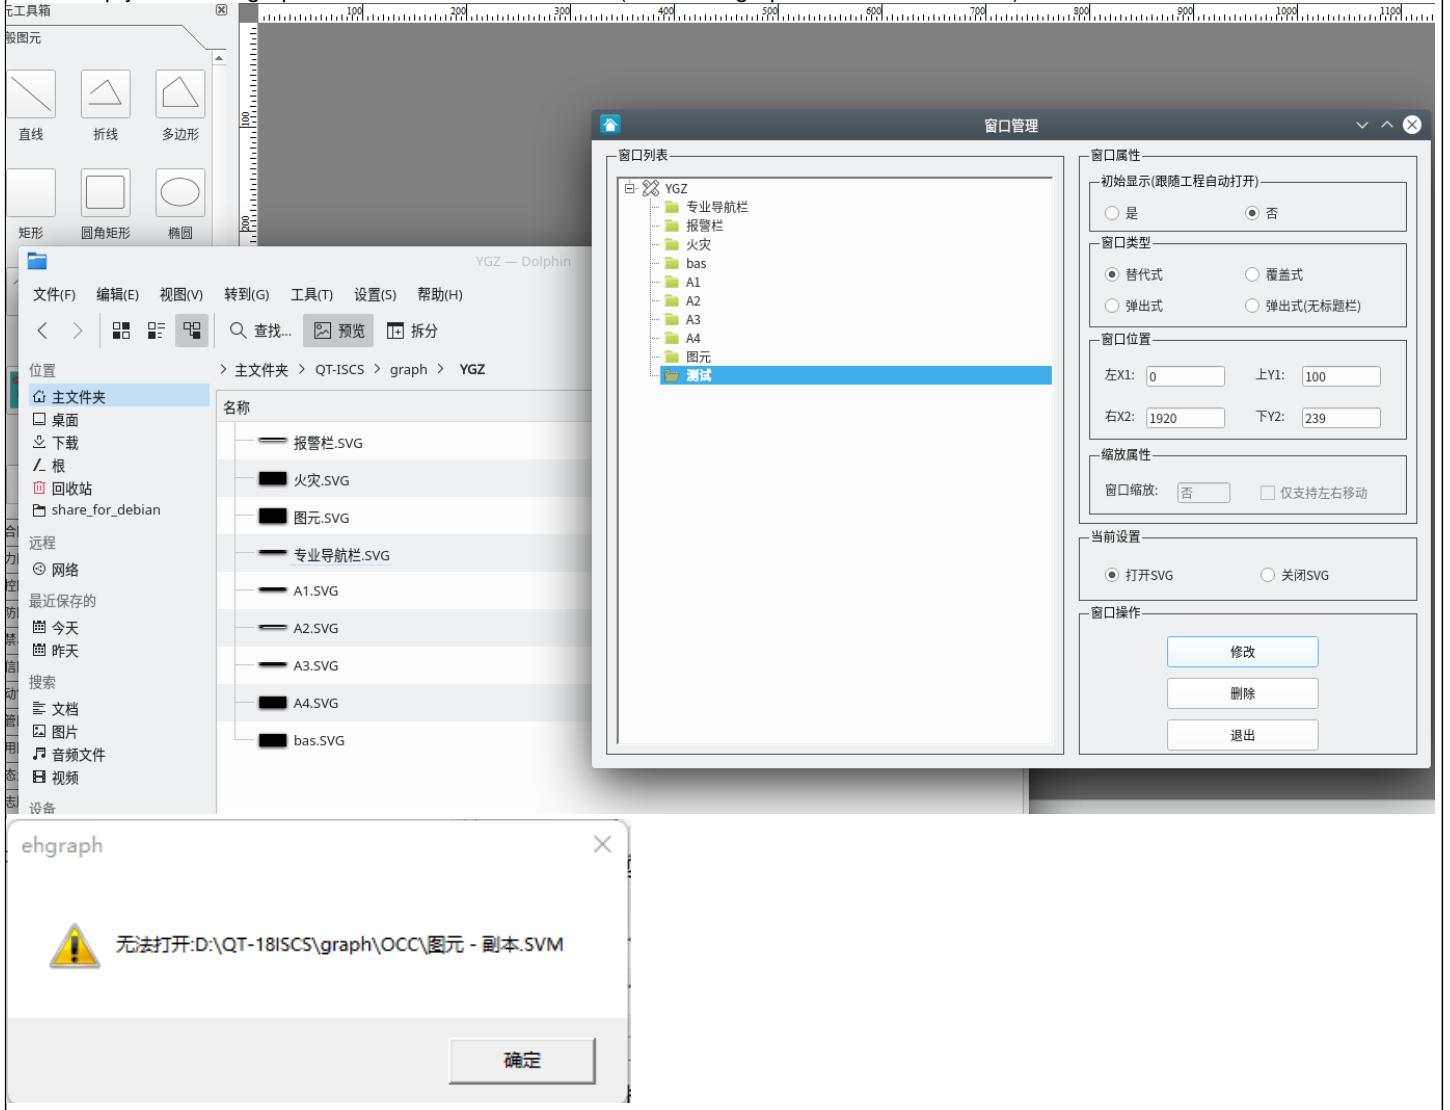 元工具箱
般图元
100 200 300 400 500 600 700 800 900 1000 1100
100
200
直线 折线 多边形
矩形 圆角矩形 椭圆
YGZ — Dolphin
文件(F) 编辑(E) 视图(V) 转到(G) 工具(T) 设置(S) 帮助(H)
查找... 预览 拆分
位置
主文件夹
桌面
下载
根
回收站
share_for_debian
远程
网络
最近保存的
今天
昨天
搜索
文档
图片
音频文件
视频
设备
> 主文件夹 > QT-ISCS > graph > YGZ
名称
报警栏.SVG
火灾.SVG
图元.SVG
专业导航栏.SVG
A1.SVG
A2.SVG
A3.SVG
A4.SVG
bas.SVG
窗口管理
窗口列表
YGZ
专业导航栏
报警栏
火灾
bas
A1
A2
A3
A4
图元
测试
窗口属性
初始显示(跟随工程自动打开)
是 否
窗口类型
替代式 覆盖式
弹出式 弹出式(无标题栏)
窗口位置
左X1: 0 上Y1: 100
右X2: 1920 下Y2: 239
缩放属性
窗口缩放: 否 仅支持左右移动
当前设置
打开SVG 关闭SVG
窗口操作
修改
删除
退出
ehgraph
无法打开:D:\QT-18ISCS\graph\OCC\图元 - 副本.SVM
确定